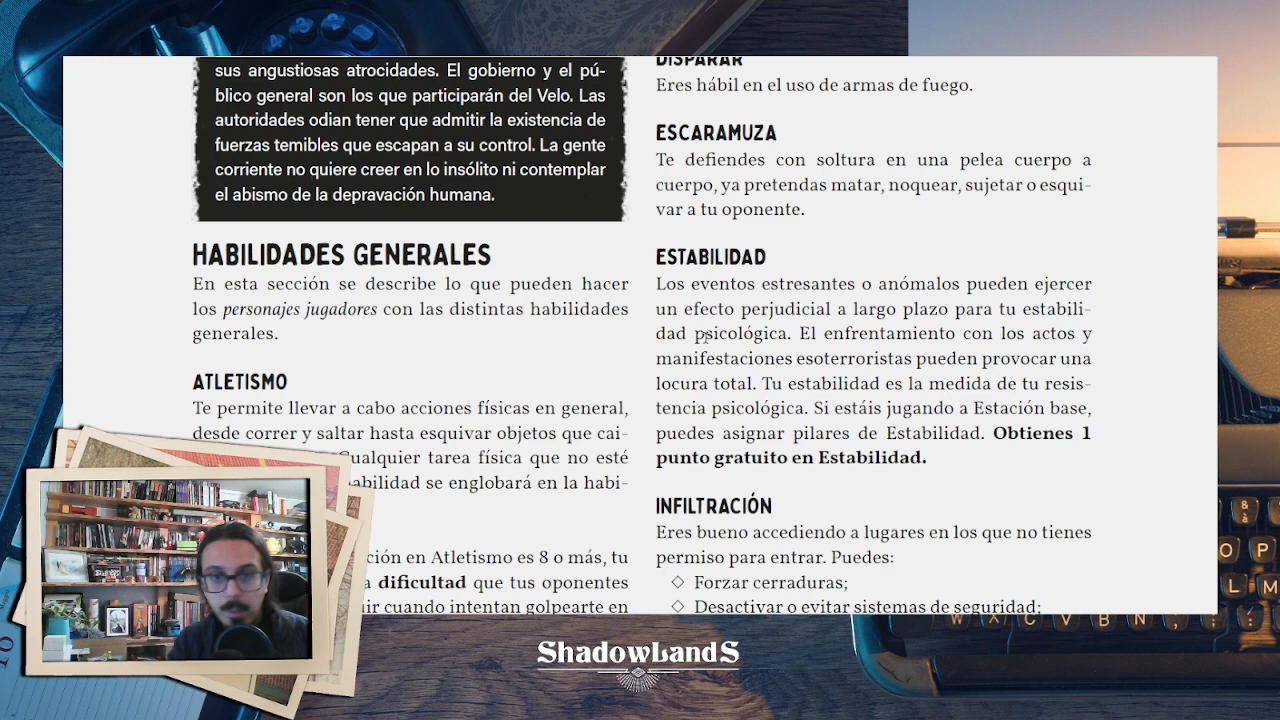 sus angustiosas atrocidades. El gobierno y el pú-
blico general son los que participarán del Velo. Las
autoridades odian tener que admitir la existencia de
fuerzas temibles que escapan a su control. La gente
corriente no quiere creer en lo insólito ni contemplar
el abismo de la depravación humana.
HABILIDADES GENERALES
En esta sección se describe lo que pueden hacer
los personajes jugadores con las distintas habilidades
generales.
ATLETISMO
Te permite llevar a cabo acciones físicas en general,
desde correr y saltar hasta esquivar objetos que cai-
Cualquier tarea física que no esté
abilidad se englobará en la habi-
ción en Atletismo es 8 o más, tu
a dificultad que tus oponentes
ir cuando intentan golpearte en
DISPARAR
Eres hábil en el uso de armas de fuego.
ESCARAMUZA
Te defiendes con soltura en una pelea cuerpo a
cuerpo, ya pretendas matar, noquear, sujetar o esqui-
var a tu oponente.
ESTABILIDAD
Los eventos estresantes o anómalos pueden ejercer
un efecto perjudicial a largo plazo para tu estabili-
dad psicológica. El enfrentamiento con los actos y
manifestaciones esoterroristas pueden provocar una
locura total. Tu estabilidad es la medida de tu resis-
tencia psicológica. Si estáis jugando a Estación base,
puedes asignar pilares de Estabilidad. Obtienes 1
punto gratuito en Estabilidad.
INFILTRACIÓN
Eres bueno accediendo a lugares en los que no tienes
permiso para entrar. Puedes:
◇ Forzar cerraduras;
◇ Desactivar o evitar sistemas de seguridad;
ShadowLandS
& à
O P
L M
W X C V B N